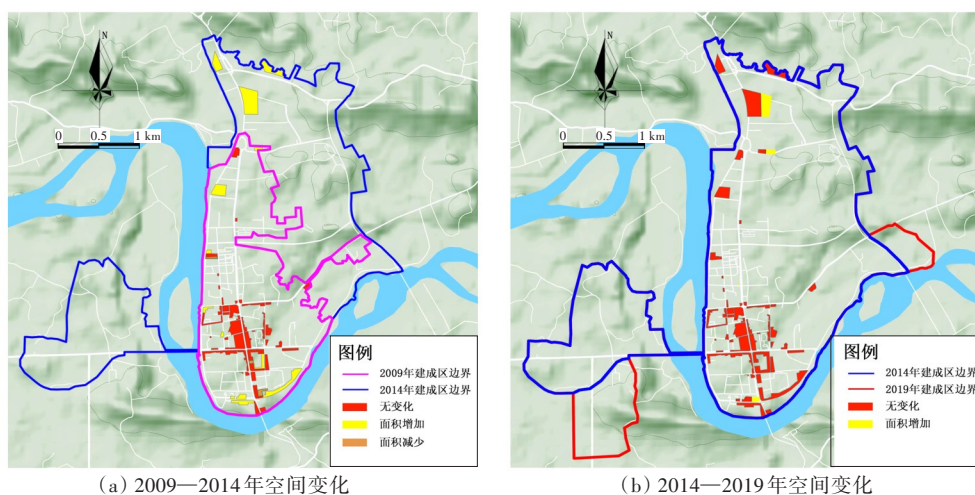 N
0 0.5 1 km
图例
2009年建成区边界
2014年建成区边界
无变化
面积增加
面积减少
(a) 2009—2014年空间变化
N
0 0.5 1 km
图例
2014年建成区边界
2019年建成区边界
无变化
面积增加
(b) 2014—2019年空间变化